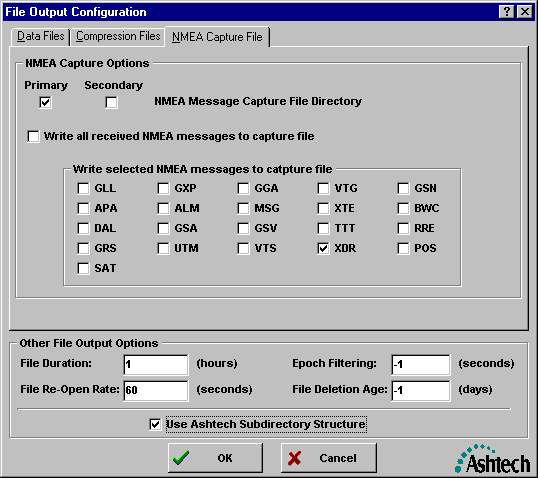 File Output Configuration
Data Files Compression Files NMEA Capture File
NMEA Capture Options
Primary Secondary
NMEA Message Capture File Directory
Write all received NMEA messages to capture file
Write selected NMEA messages to catpture file
GLL GXP GGA VTG GSN
APA ALM MSG XTE BWC
DAL GSA GSV TTT RRE
GRS UTM VTS XDR POS
SAT
Other File Output Options
File Duration: 1 (hours) Epoch Filtering: -1 (seconds)
File Re-Open Rate: 60 (seconds) File Deletion Age: -1 (days)
Use Ashtech Subdirectory Structure
OK Cancel Ashtech